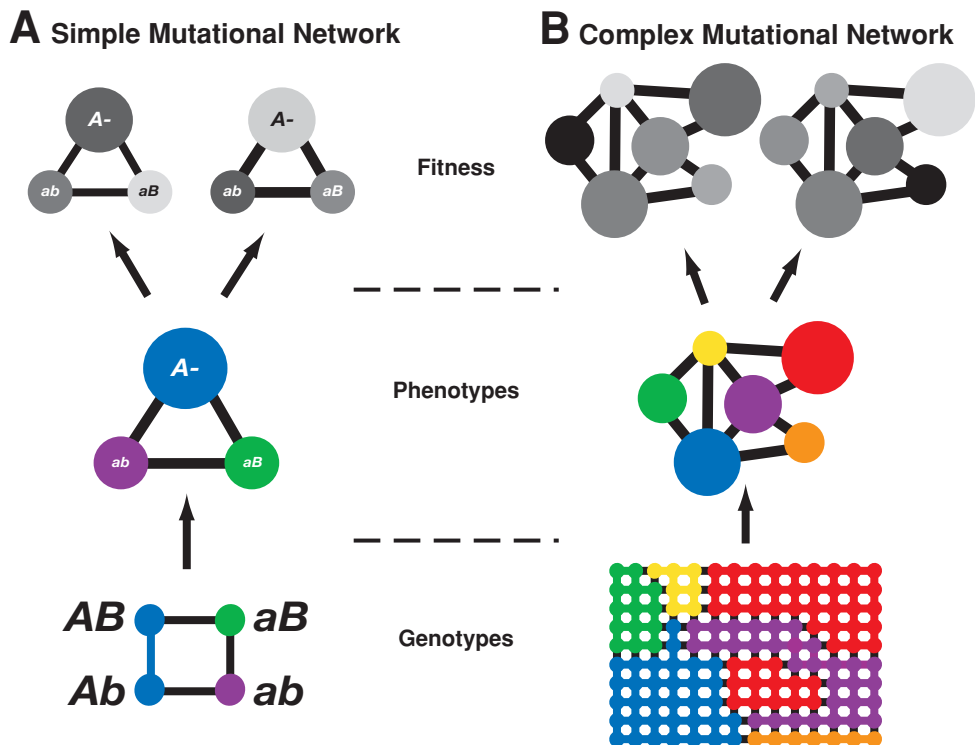 A Simple Mutational Network
B Complex Mutational Network
A-
ab
aB
A-
ab
aB
Fitness
A-
ab
aB
Phenotypes
AB
aB
Ab
ab
Genotypes